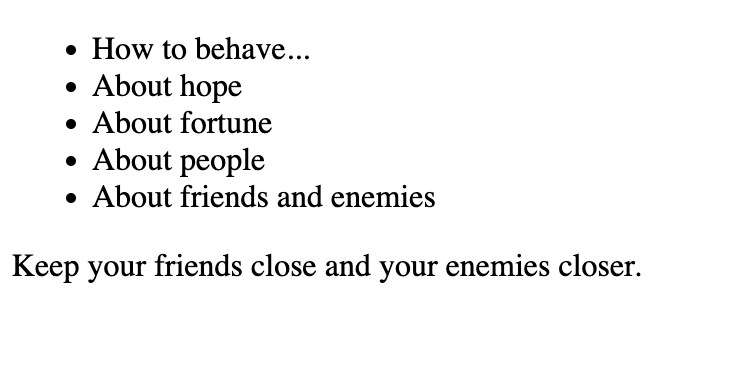 • How to behave...
• About hope
• About fortune
• About people
• About friends and enemies
Keep your friends close and your enemies closer.